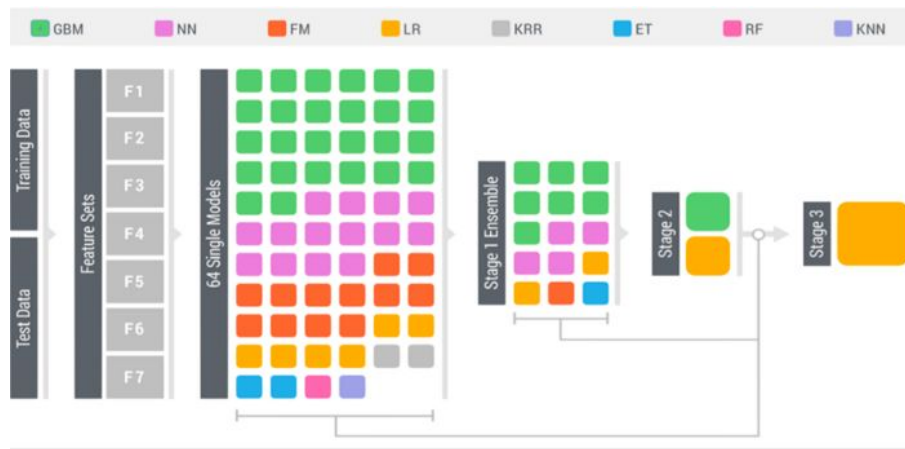 GBM NN FM LR KRR ET RF KNN
Training Data
Test Data
Feature Sets
F1
F2
F3
F4
F5
F6
F7
64 Single Models
Stage 1 Ensemble
Stage 2
Stage 3